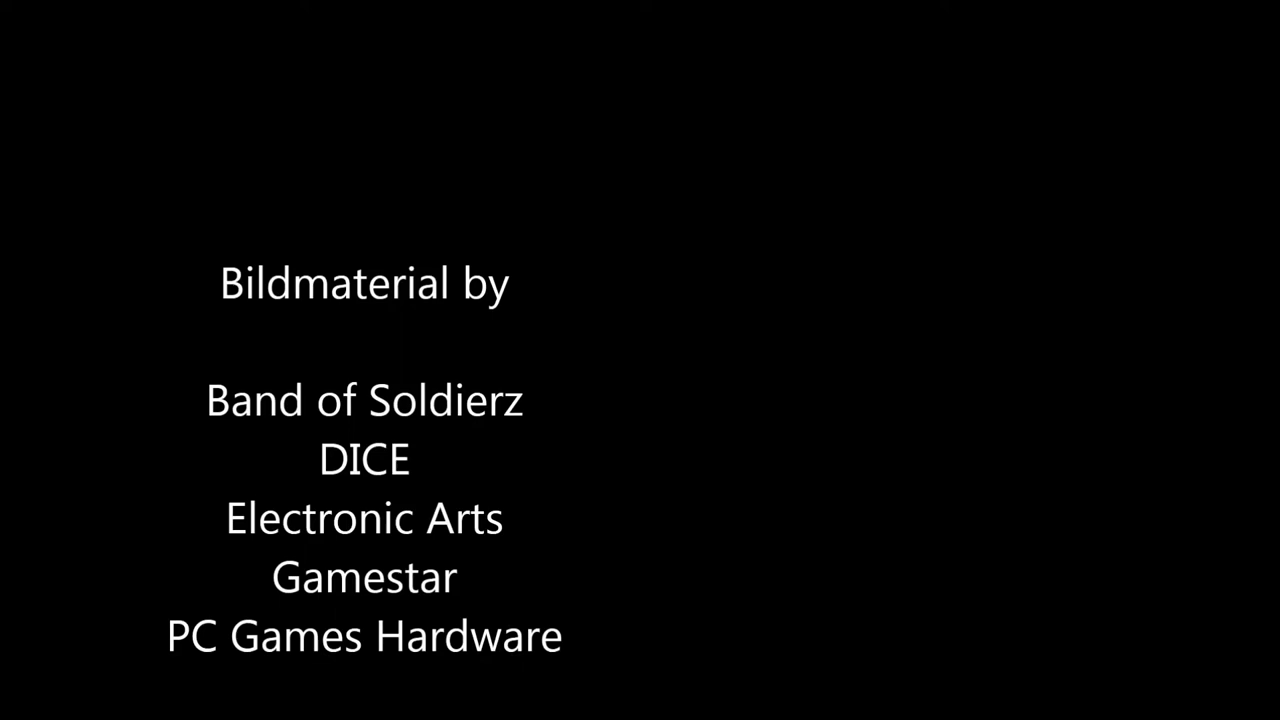 Bildmaterial by
Band of Soldierz
DICE
Electronic Arts
Gamestar
PC Games Hardware